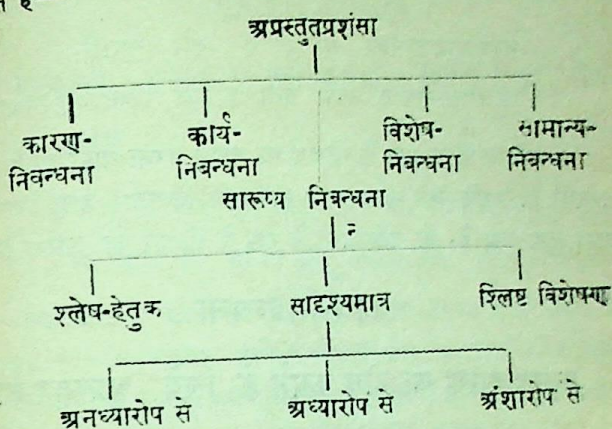 अप्रस्तुतप्रशंसा
कारण- कार्य- विशेष- सामान्य-
निबन्धना निबन्धना निबन्धना निबन्धना
सारूप्य निबन्धना
श्लेष-हेतुक सादृश्यमात्र श्लिष्ट विशेषण
अनध्यारोप से अध्यारोप से अंशारोप से